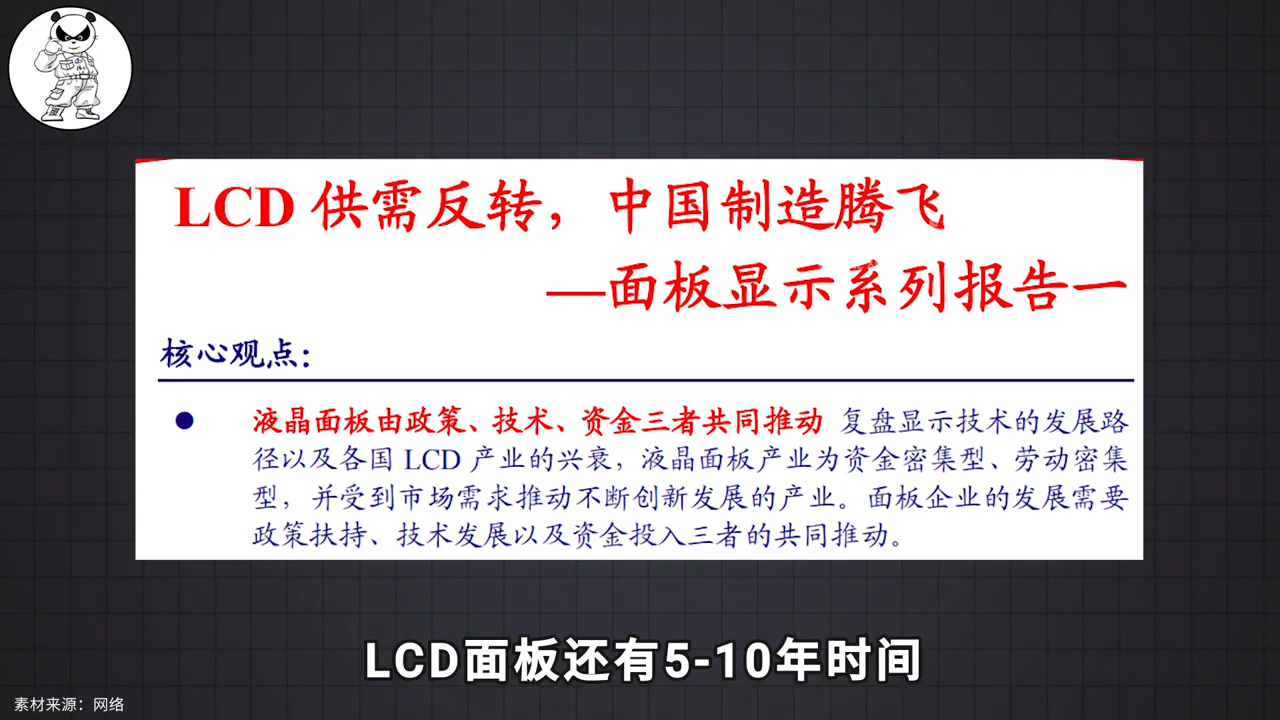 LCD 供需反转，中国制造腾飞
—面板显示系列报告一
核心观点：
● 液晶面板由政策、技术、资金三者共同推动 复盘显示技术的发展路
径以及各国 LCD 产业的兴衰，液晶面板产业为资金密集型、劳动密集
型，并受到市场需求推动不断创新发展的产业。面板企业的发展需要
政策扶持、技术发展以及资金投入三者的共同推动。
LCD面板还有5-10年时间
素材来源：网络